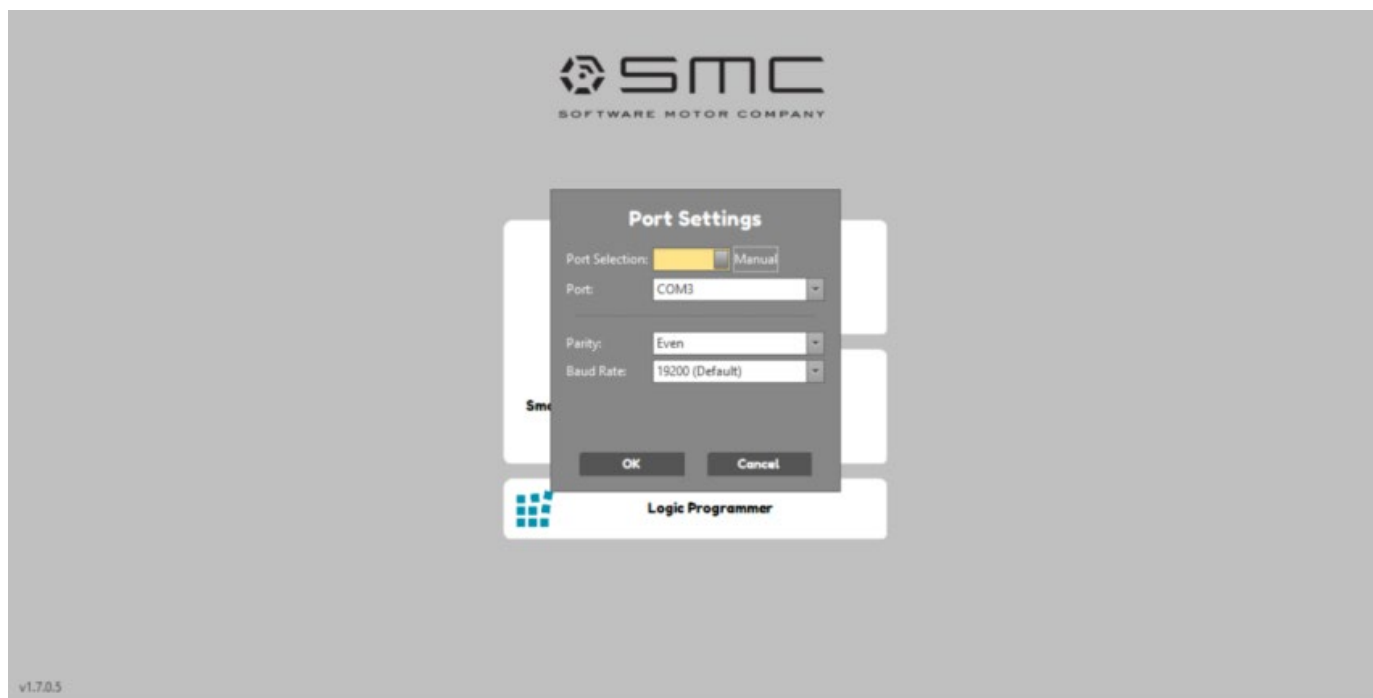 SMC
SOFTWARE MOTOR COMPANY
Port Settings
Port Selection: Manual
Port: COM3
Parity: Even
Baud Rate: 19200 (Default)
OK Cancel
Logic Programmer
v1.7.0.5